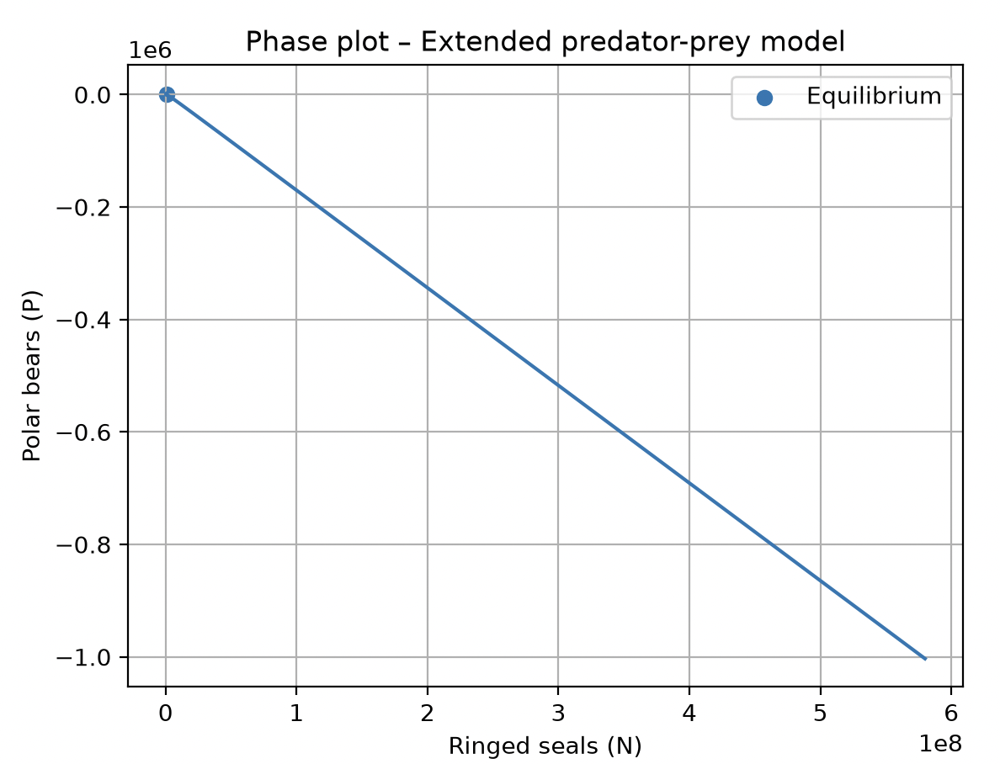 Phase plot – Extended predator-prey model
1e6
Equilibrium
0.0
−0.2
−0.4
−0.6
−0.8
−1.0
Polar bears (P)
0 1 2 3 4 5 6
1e8
Ringed seals (N)